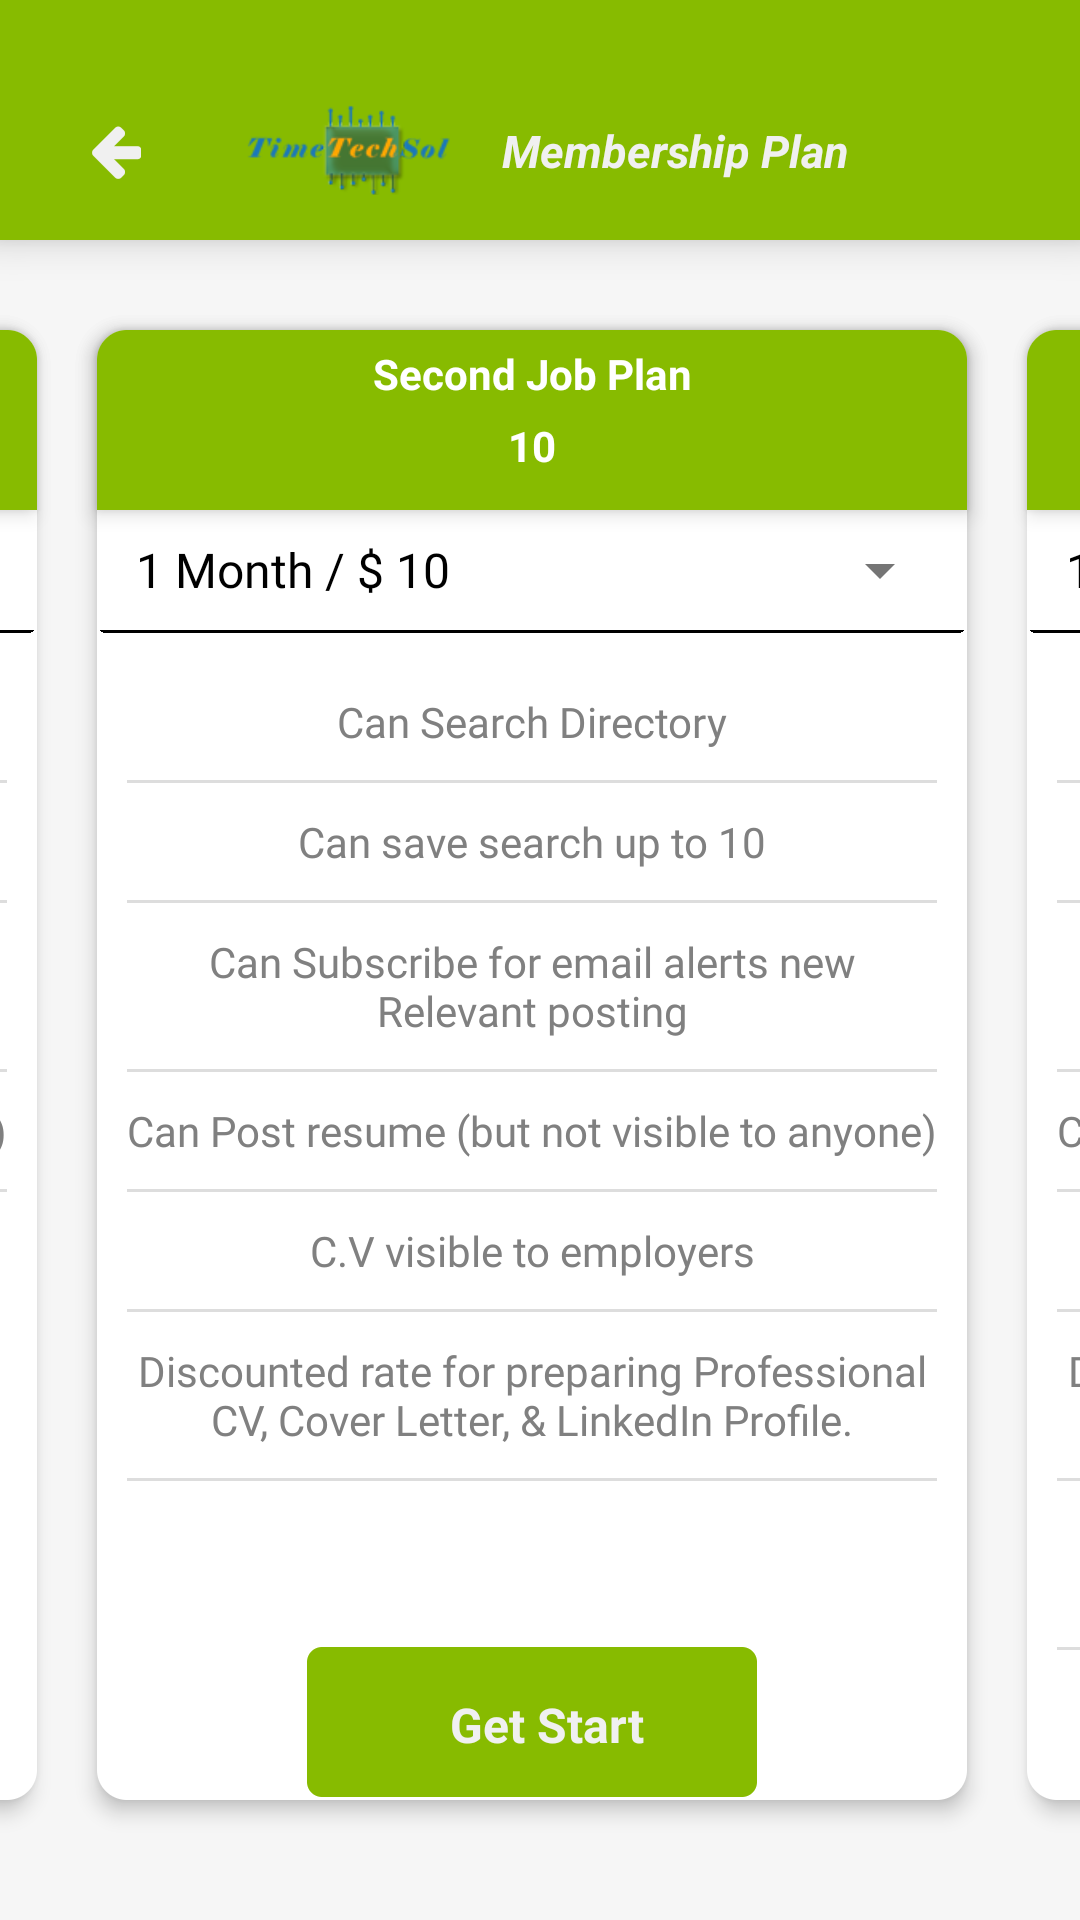 TimeTechSol
Membership Plan
Second Job Plan
10
1 Month / $ 10
Can Search Directory
Can save search up to 10
Can Subscribe for email alerts new
Relevant posting
Can Post resume (but not visible to anyone)
C.V visible to employers
Discounted rate for preparing Professional
CV, Cover Letter, & LinkedIn Profile.
Get Start